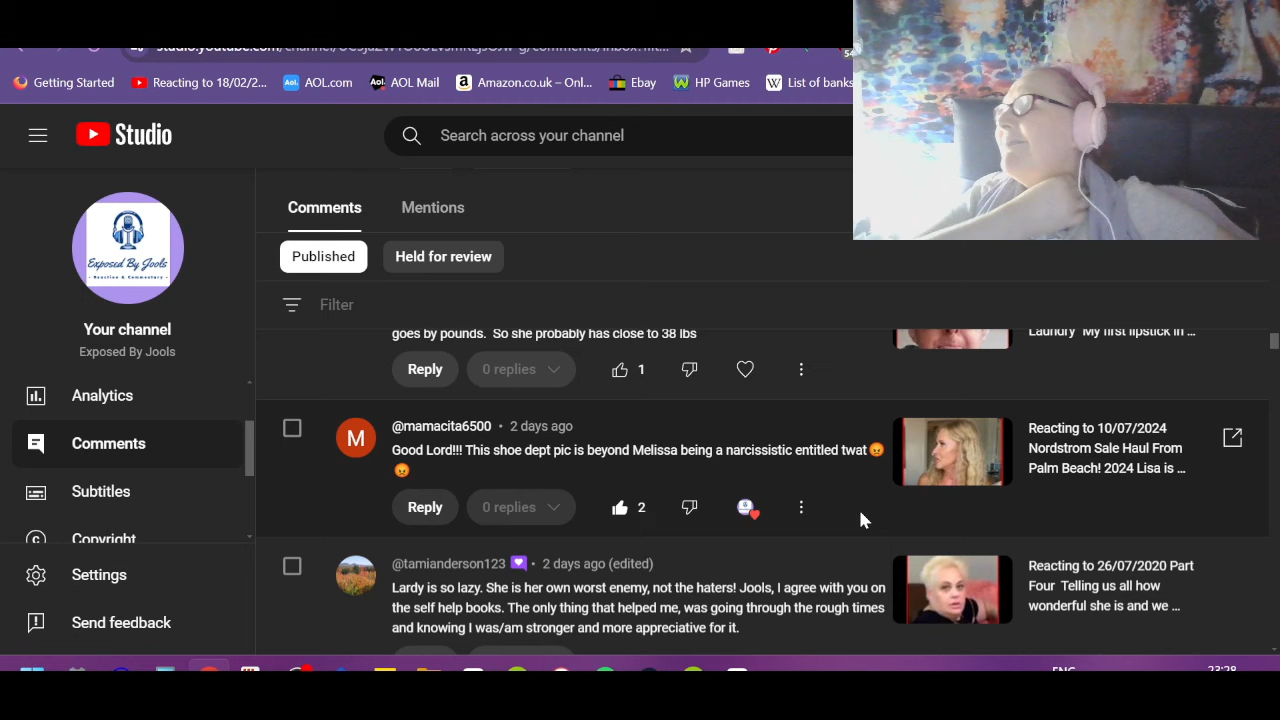 Getting Started
Reacting to 18/02/2...
AOL.com
AOL Mail
Amazon.co.uk – Onl...
Ebay
HP Games
List of banks
Studio
Search across your channel
Exposed By Jools
Reaction & Commentary
Your channel
Exposed By Jools
Analytics
Comments
Subtitles
Copyright
Settings
Send feedback
Comments
Mentions
Published
Held for review
Filter
goes by pounds. So she probably has close to 38 lbs
Reply
0 replies
1
Laundry My first lipstick in ...
M
@mamacita6500 • 2 days ago
Good Lord!!! This shoe dept pic is beyond Melissa being a narcissistic entitled twat 😡
😡
Reply
0 replies
2
Reacting to 10/07/2024
Nordstrom Sale Haul From
Palm Beach! 2024 Lisa is ...
@tamianderson123 • 2 days ago (edited)
Lardy is so lazy. She is her own worst enemy, not the haters! Jools, I agree with you on
the self help books. The only thing that helped me, was going through the rough times
and knowing I was/am stronger and more appreciative for it.
Reacting to 26/07/2020 Part
Four Telling us all how
wonderful she is and we ...
ENG
23:28